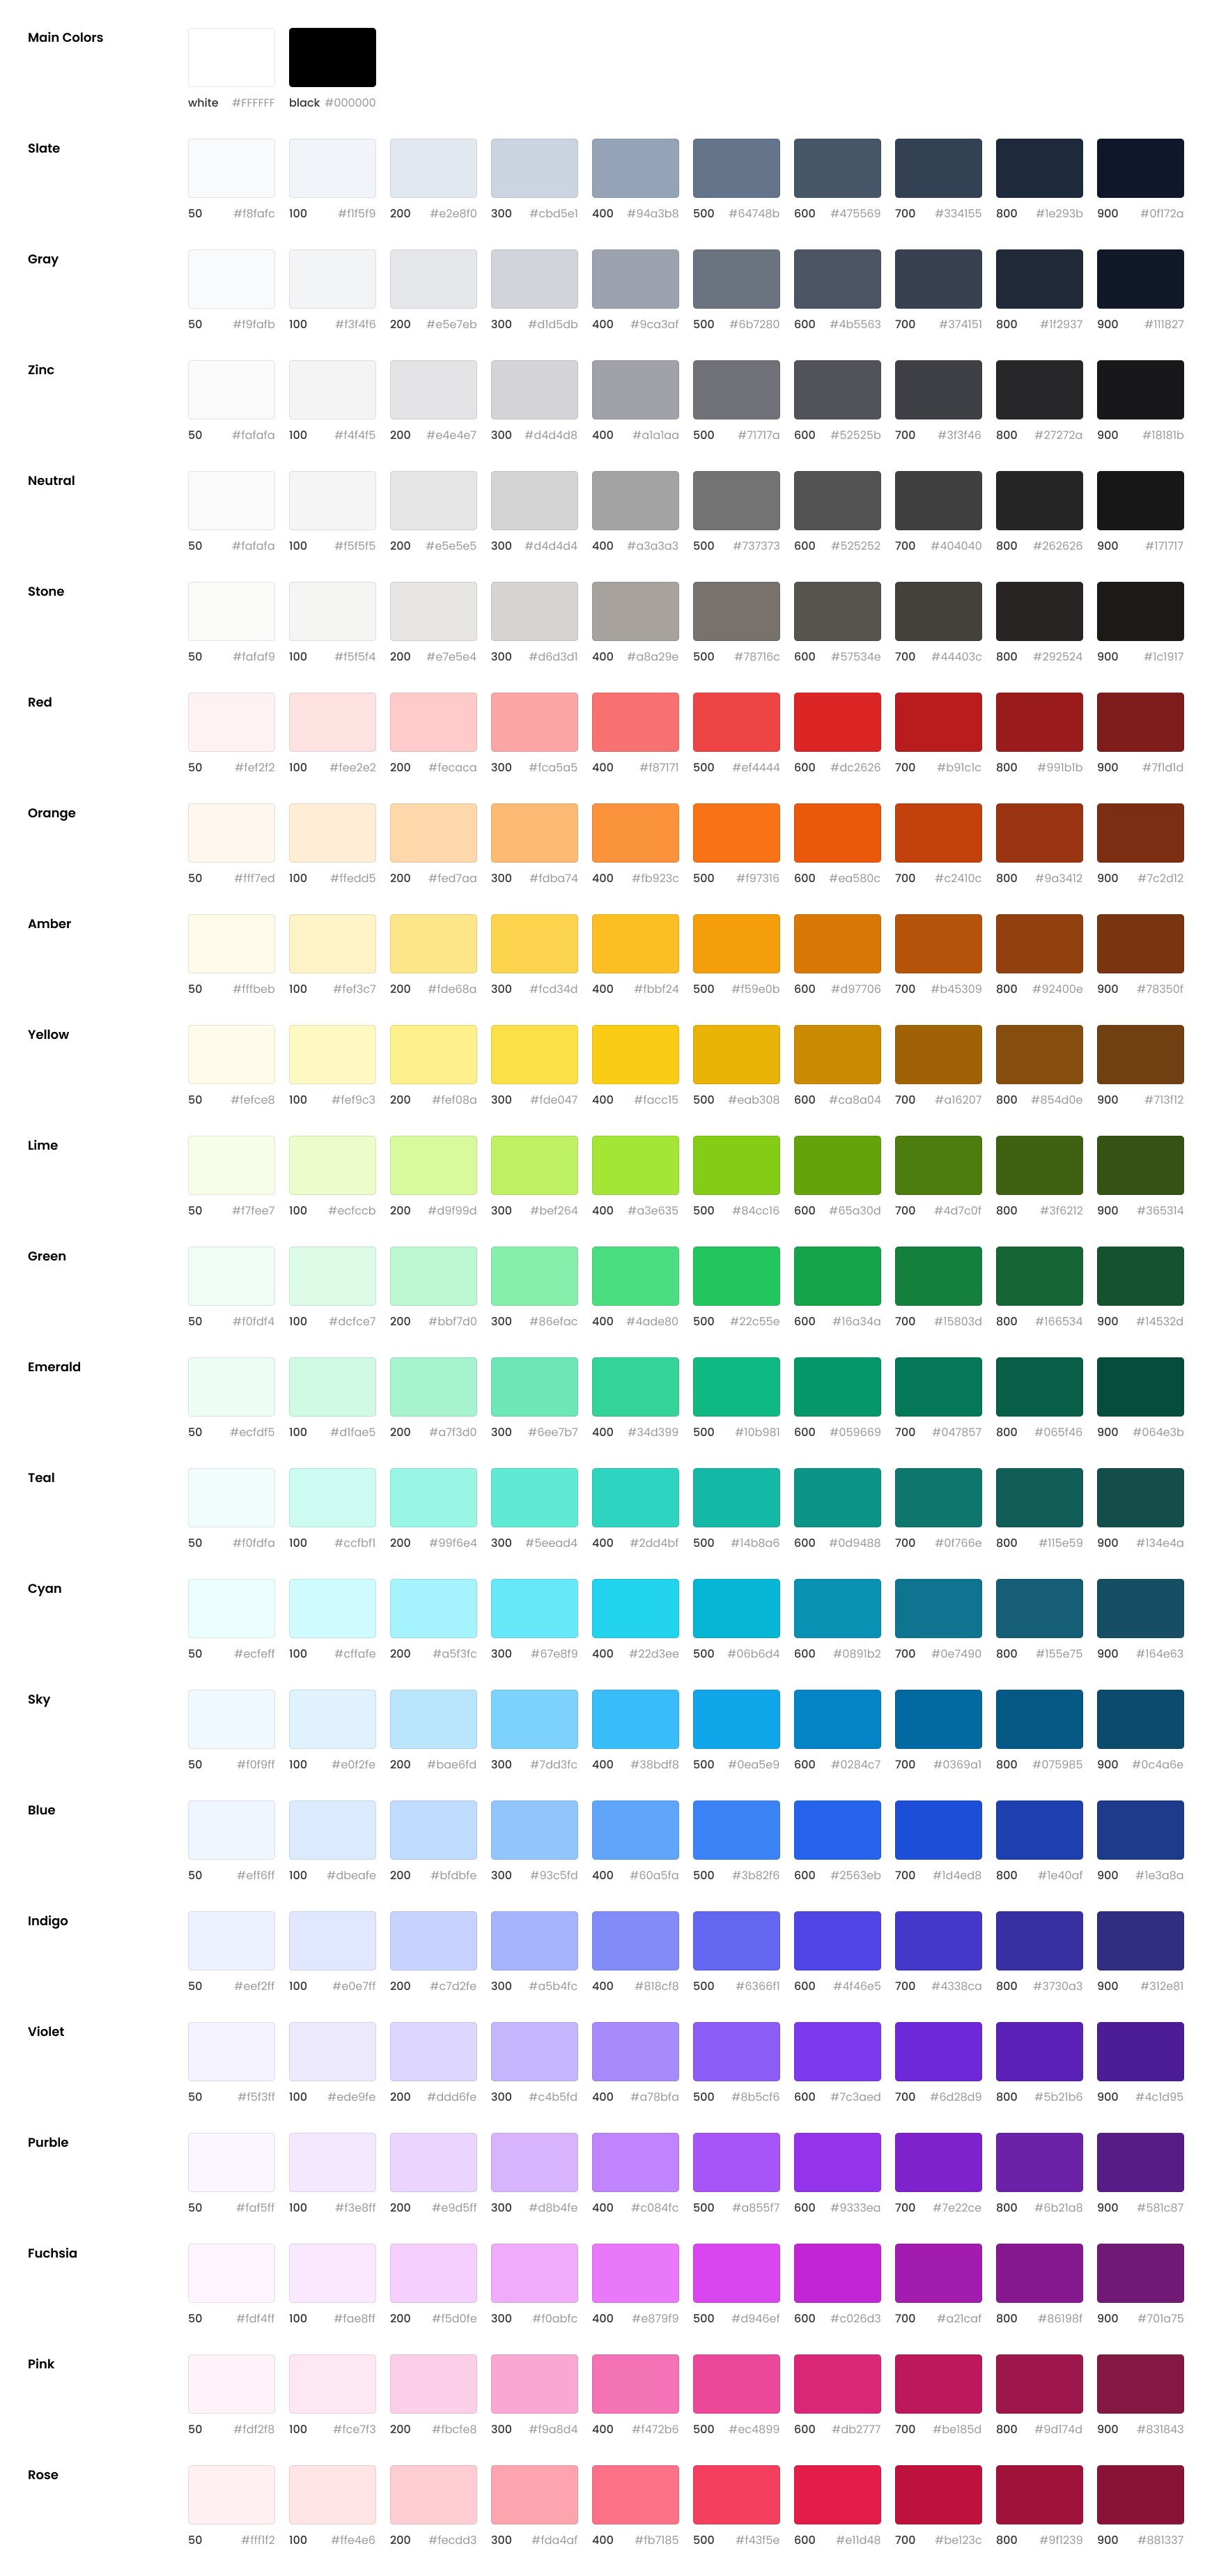 Main Colors
white #FFFFFF black #000000
Slate
50 #f8fafc 100 #f1f5f9 200 #e2e8f0 300 #cbd5e1 400 #94a3b8 500 #64748b 600 #475569 700 #334155 800 #1e293b 900 #0f172a
Gray
50 #f9fafb 100 #f3f4f6 200 #e5e7eb 300 #d1d5db 400 #9ca3af 500 #6b7280 600 #4b5563 700 #374151 800 #1f2937 900 #111827
Zinc
50 #fafafa 100 #f4f4f5 200 #e4e4e7 300 #d4d4d8 400 #a1a1aa 500 #71717a 600 #52525b 700 #3f3f46 800 #27272a 900 #18181b
Neutral
50 #fafafa 100 #f5f5f5 200 #e5e5e5 300 #d4d4d4 400 #a3a3a3 500 #737373 600 #525252 700 #404040 800 #262626 900 #171717
Stone
50 #fafaf9 100 #f5f5f4 200 #e7e5e4 300 #d6d3d1 400 #a8a29e 500 #78716c 600 #57534e 700 #44403c 800 #292524 900 #1c1917
Red
50 #fef2f2 100 #fee2e2 200 #fecaca 300 #fca5a5 400 #f87171 500 #ef4444 600 #dc2626 700 #b91c1c 800 #991b1b 900 #7f1d1d
Orange
50 #fff7ed 100 #ffedd5 200 #fed7aa 300 #fdba74 400 #fb923c 500 #f97316 600 #ea580c 700 #c2410c 800 #9a3412 900 #7c2d12
Amber
50 #fffbeb 100 #fef3c7 200 #fde68a 300 #fcd34d 400 #fbbf24 500 #f59e0b 600 #d97706 700 #b45309 800 #92400e 900 #78350f
Yellow
50 #fefce8 100 #fef9c3 200 #fef08a 300 #fde047 400 #facc15 500 #eab308 600 #ca8a04 700 #a16207 800 #854d0e 900 #713f12
Lime
50 #f7fee7 100 #ecfccb 200 #d9f99d 300 #bef264 400 #a3e635 500 #84cc16 600 #65a30d 700 #4d7c0f 800 #3f6212 900 #365314
Green
50 #f0fdf4 100 #dcfce7 200 #bbf7d0 300 #86efac 400 #4ade80 500 #22c55e 600 #16a34a 700 #15803d 800 #166534 900 #14532d
Emerald
50 #ecfdf5 100 #d1fae5 200 #a7f3d0 300 #6ee7b7 400 #34d399 500 #10b981 600 #059669 700 #047857 800 #065f46 900 #064e3b
Teal
50 #f0fdfa 100 #ccfbf1 200 #99f6e4 300 #5eead4 400 #2dd4bf 500 #14b8a6 600 #0d9488 700 #0f766e 800 #115e59 900 #134e4a
Cyan
50 #ecfeff 100 #cffafe 200 #a5f3fc 300 #67e8f9 400 #22d3ee 500 #06b6d4 600 #0891b2 700 #0e7490 800 #155e75 900 #164e63
Sky
50 #f0f9ff 100 #e0f2fe 200 #bae6fd 300 #7dd3fc 400 #38bdf8 500 #0ea5e9 600 #0284c7 700 #0369a1 800 #075985 900 #0c4a6e
Blue
50 #eff6ff 100 #dbeafe 200 #bfdbfe 300 #93c5fd 400 #60a5fa 500 #3b82f6 600 #2563eb 700 #1d4ed8 800 #1e40af 900 #1e3a8a
Indigo
50 #eef2ff 100 #e0e7ff 200 #c7d2fe 300 #a5b4fc 400 #818cf8 500 #6366f1 600 #4f46e5 700 #4338ca 800 #3730a3 900 #312e81
Violet
50 #f5f3ff 100 #ede9fe 200 #ddd6fe 300 #c4b5fd 400 #a78bfa 500 #8b5cf6 600 #7c3aed 700 #6d28d9 800 #5b21b6 900 #4c1d95
Purble
50 #faf5ff 100 #f3e8ff 200 #e9d5ff 300 #d8b4fe 400 #c084fc 500 #a855f7 600 #9333ea 700 #7e22ce 800 #6b21a8 900 #581c87
Fuchsia
50 #fdf4ff 100 #fae8ff 200 #f5d0fe 300 #f0abfc 400 #e879f9 500 #d946ef 600 #c026d3 700 #a21caf 800 #86198f 900 #701a75
Pink
50 #fdf2f8 100 #fce7f3 200 #fbcfe8 300 #f9a8d4 400 #f472b6 500 #ec4899 600 #db2777 700 #be185d 800 #9d174d 900 #831843
Rose
50 #fff1f2 100 #ffe4e6 200 #fecdd3 300 #fda4af 400 #fb7185 500 #f43f5e 600 #e11d48 700 #be123c 800 #9f1239 900 #881337